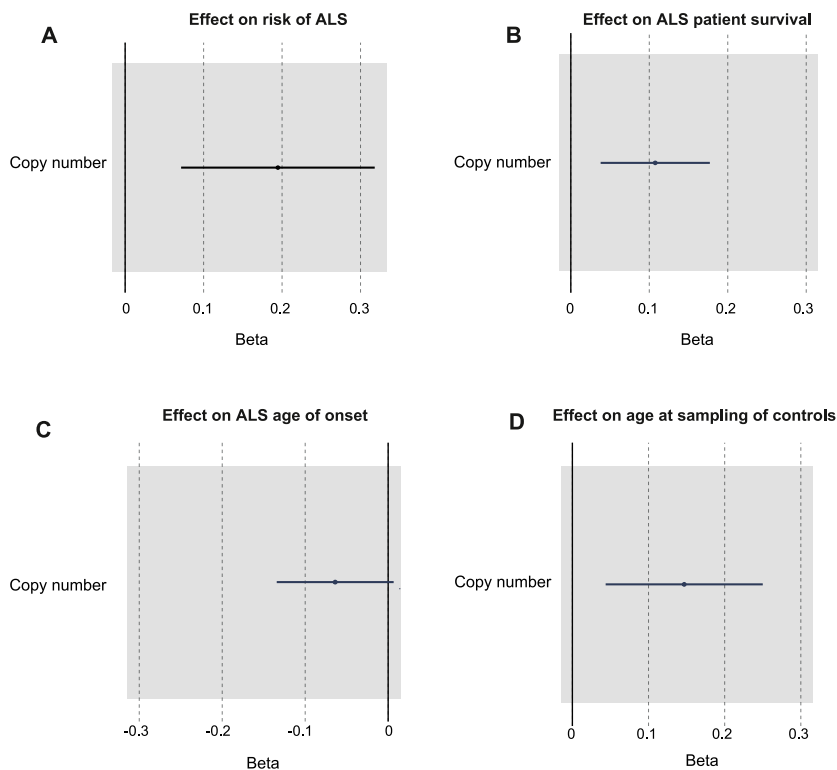 A
Effect on risk of ALS
Copy number
0 0.1 0.2 0.3
Beta
B
Effect on ALS patient survival
Copy number
0 0.1 0.2 0.3
Beta
C
Effect on ALS age of onset
Copy number
-0.3 -0.2 -0.1 0
Beta
D
Effect on age at sampling of controls
Copy number
0 0.1 0.2 0.3
Beta